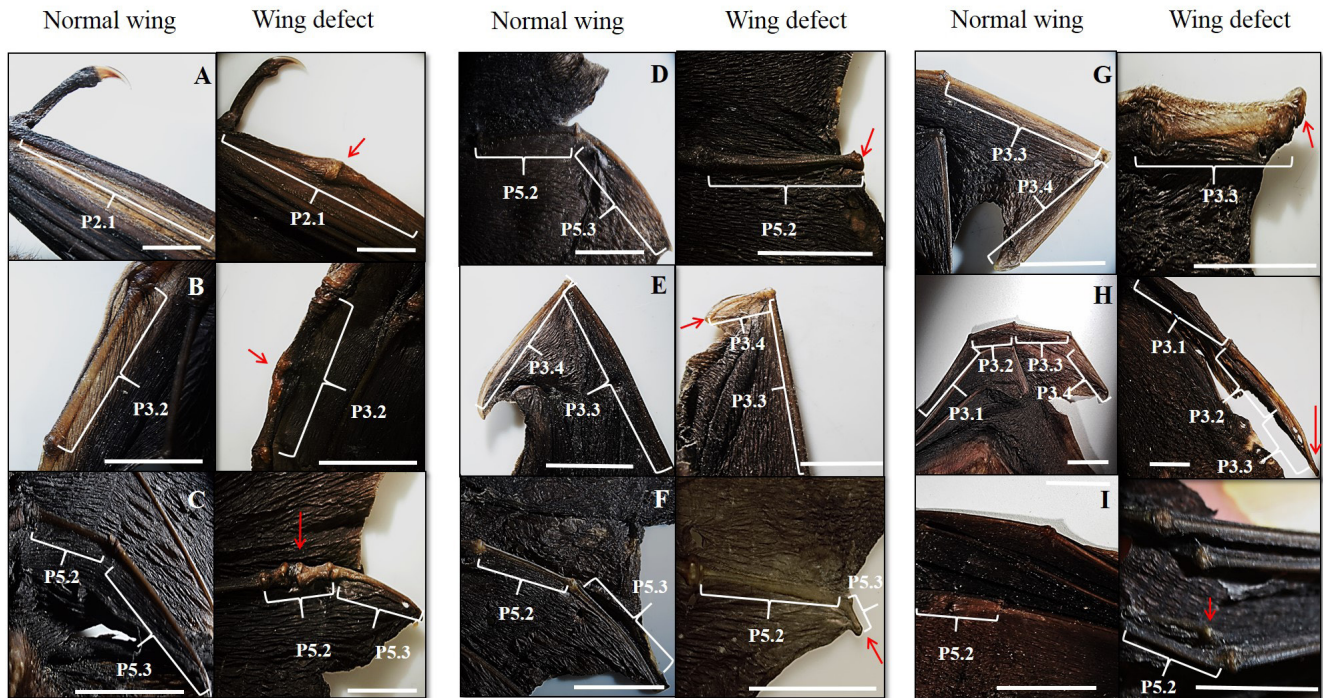 Normal wing Wing defect Normal wing Wing defect Normal wing Wing defect
A
P2.1
P2.1
B
P3.2
P3.2
C
P5.2
P5.3
P5.2
P5.3
D
P5.2
P5.3
P5.2
E
P3.4
P3.3
P3.4
P3.3
F
P5.2
P5.3
P5.2
P5.3
G
P3.3
P3.4
P3.3
H
P3.2
P3.3
P3.1
P3.4
P3.1
P3.2
P3.3
I
P5.2
P5.2